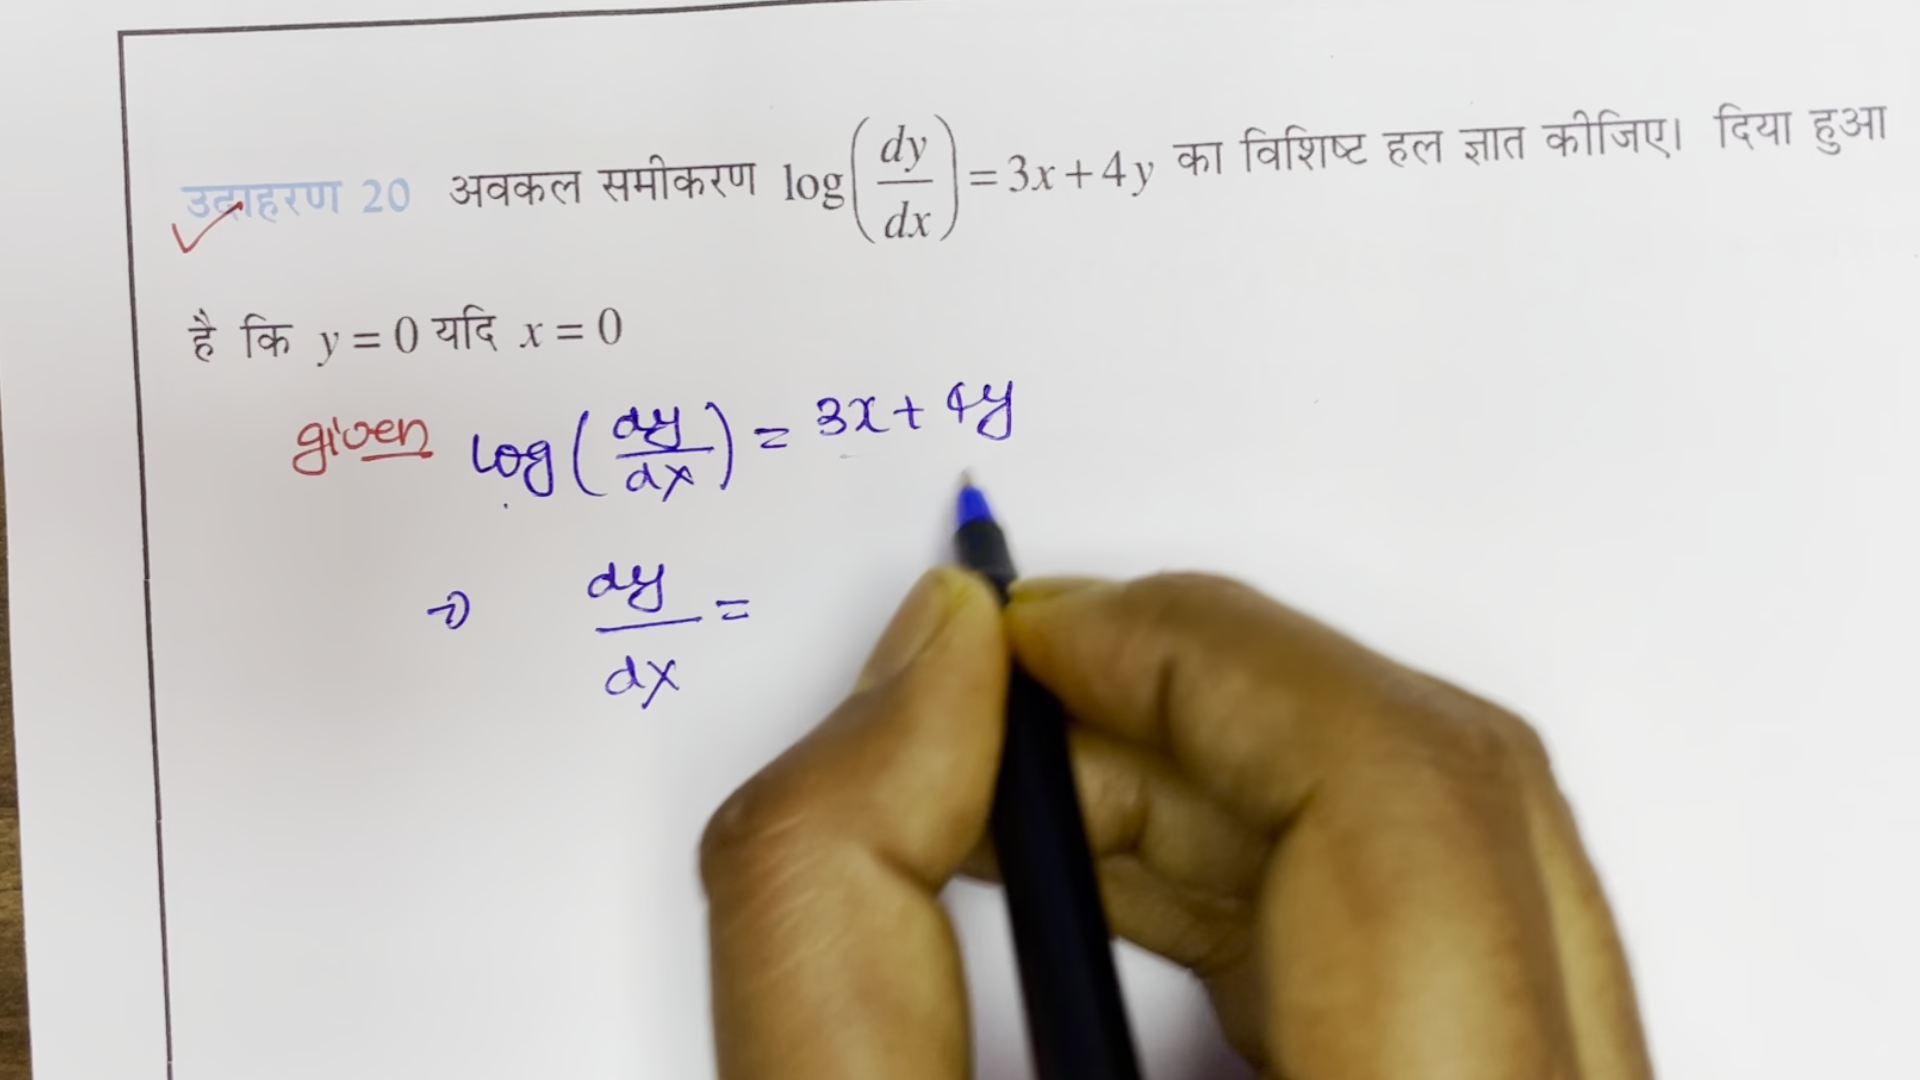 उदाहरण 20 अवकल समीकरण log(dy/dx) = 3x + 4y का विशिष्ट हल ज्ञात कीजिए। दिया हुआ
है कि y = 0 यदि x = 0
given log(dy/dx) = 3x + 4y
⇒ dy/dx =